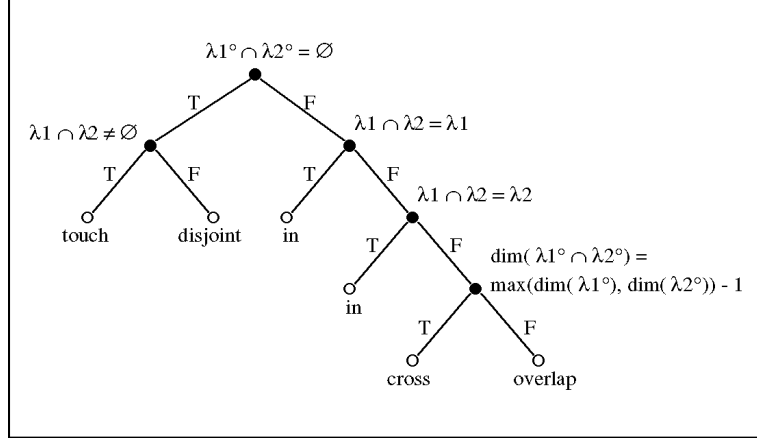 λ1° ∩ λ2° = ∅
T
F
λ1 ∩ λ2 ≠ ∅
λ1 ∩ λ2 = λ1
T
F
T
F
λ1 ∩ λ2 = λ2
touch
disjoint
in
T
F
dim( λ1° ∩ λ2°) =
max(dim( λ1°), dim( λ2°)) - 1
in
T
F
cross
overlap